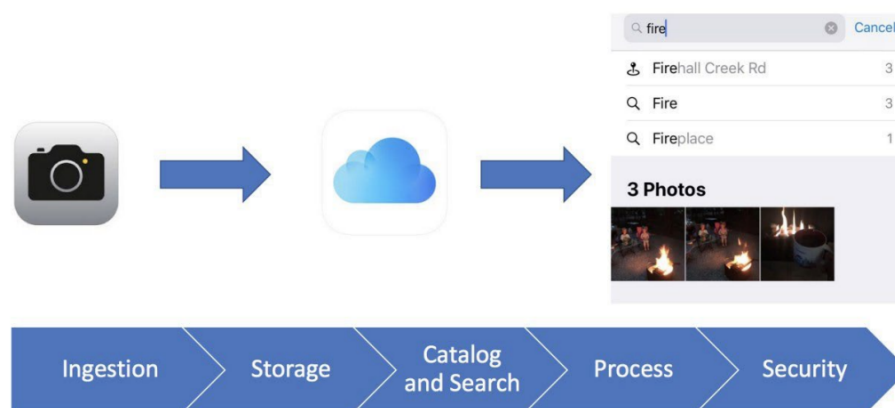 fire
Cancel
Firehall Creek Rd 3
Fire 3
Fireplace 1
3 Photos
Ingestion
Storage
Catalog
and Search
Process
Security